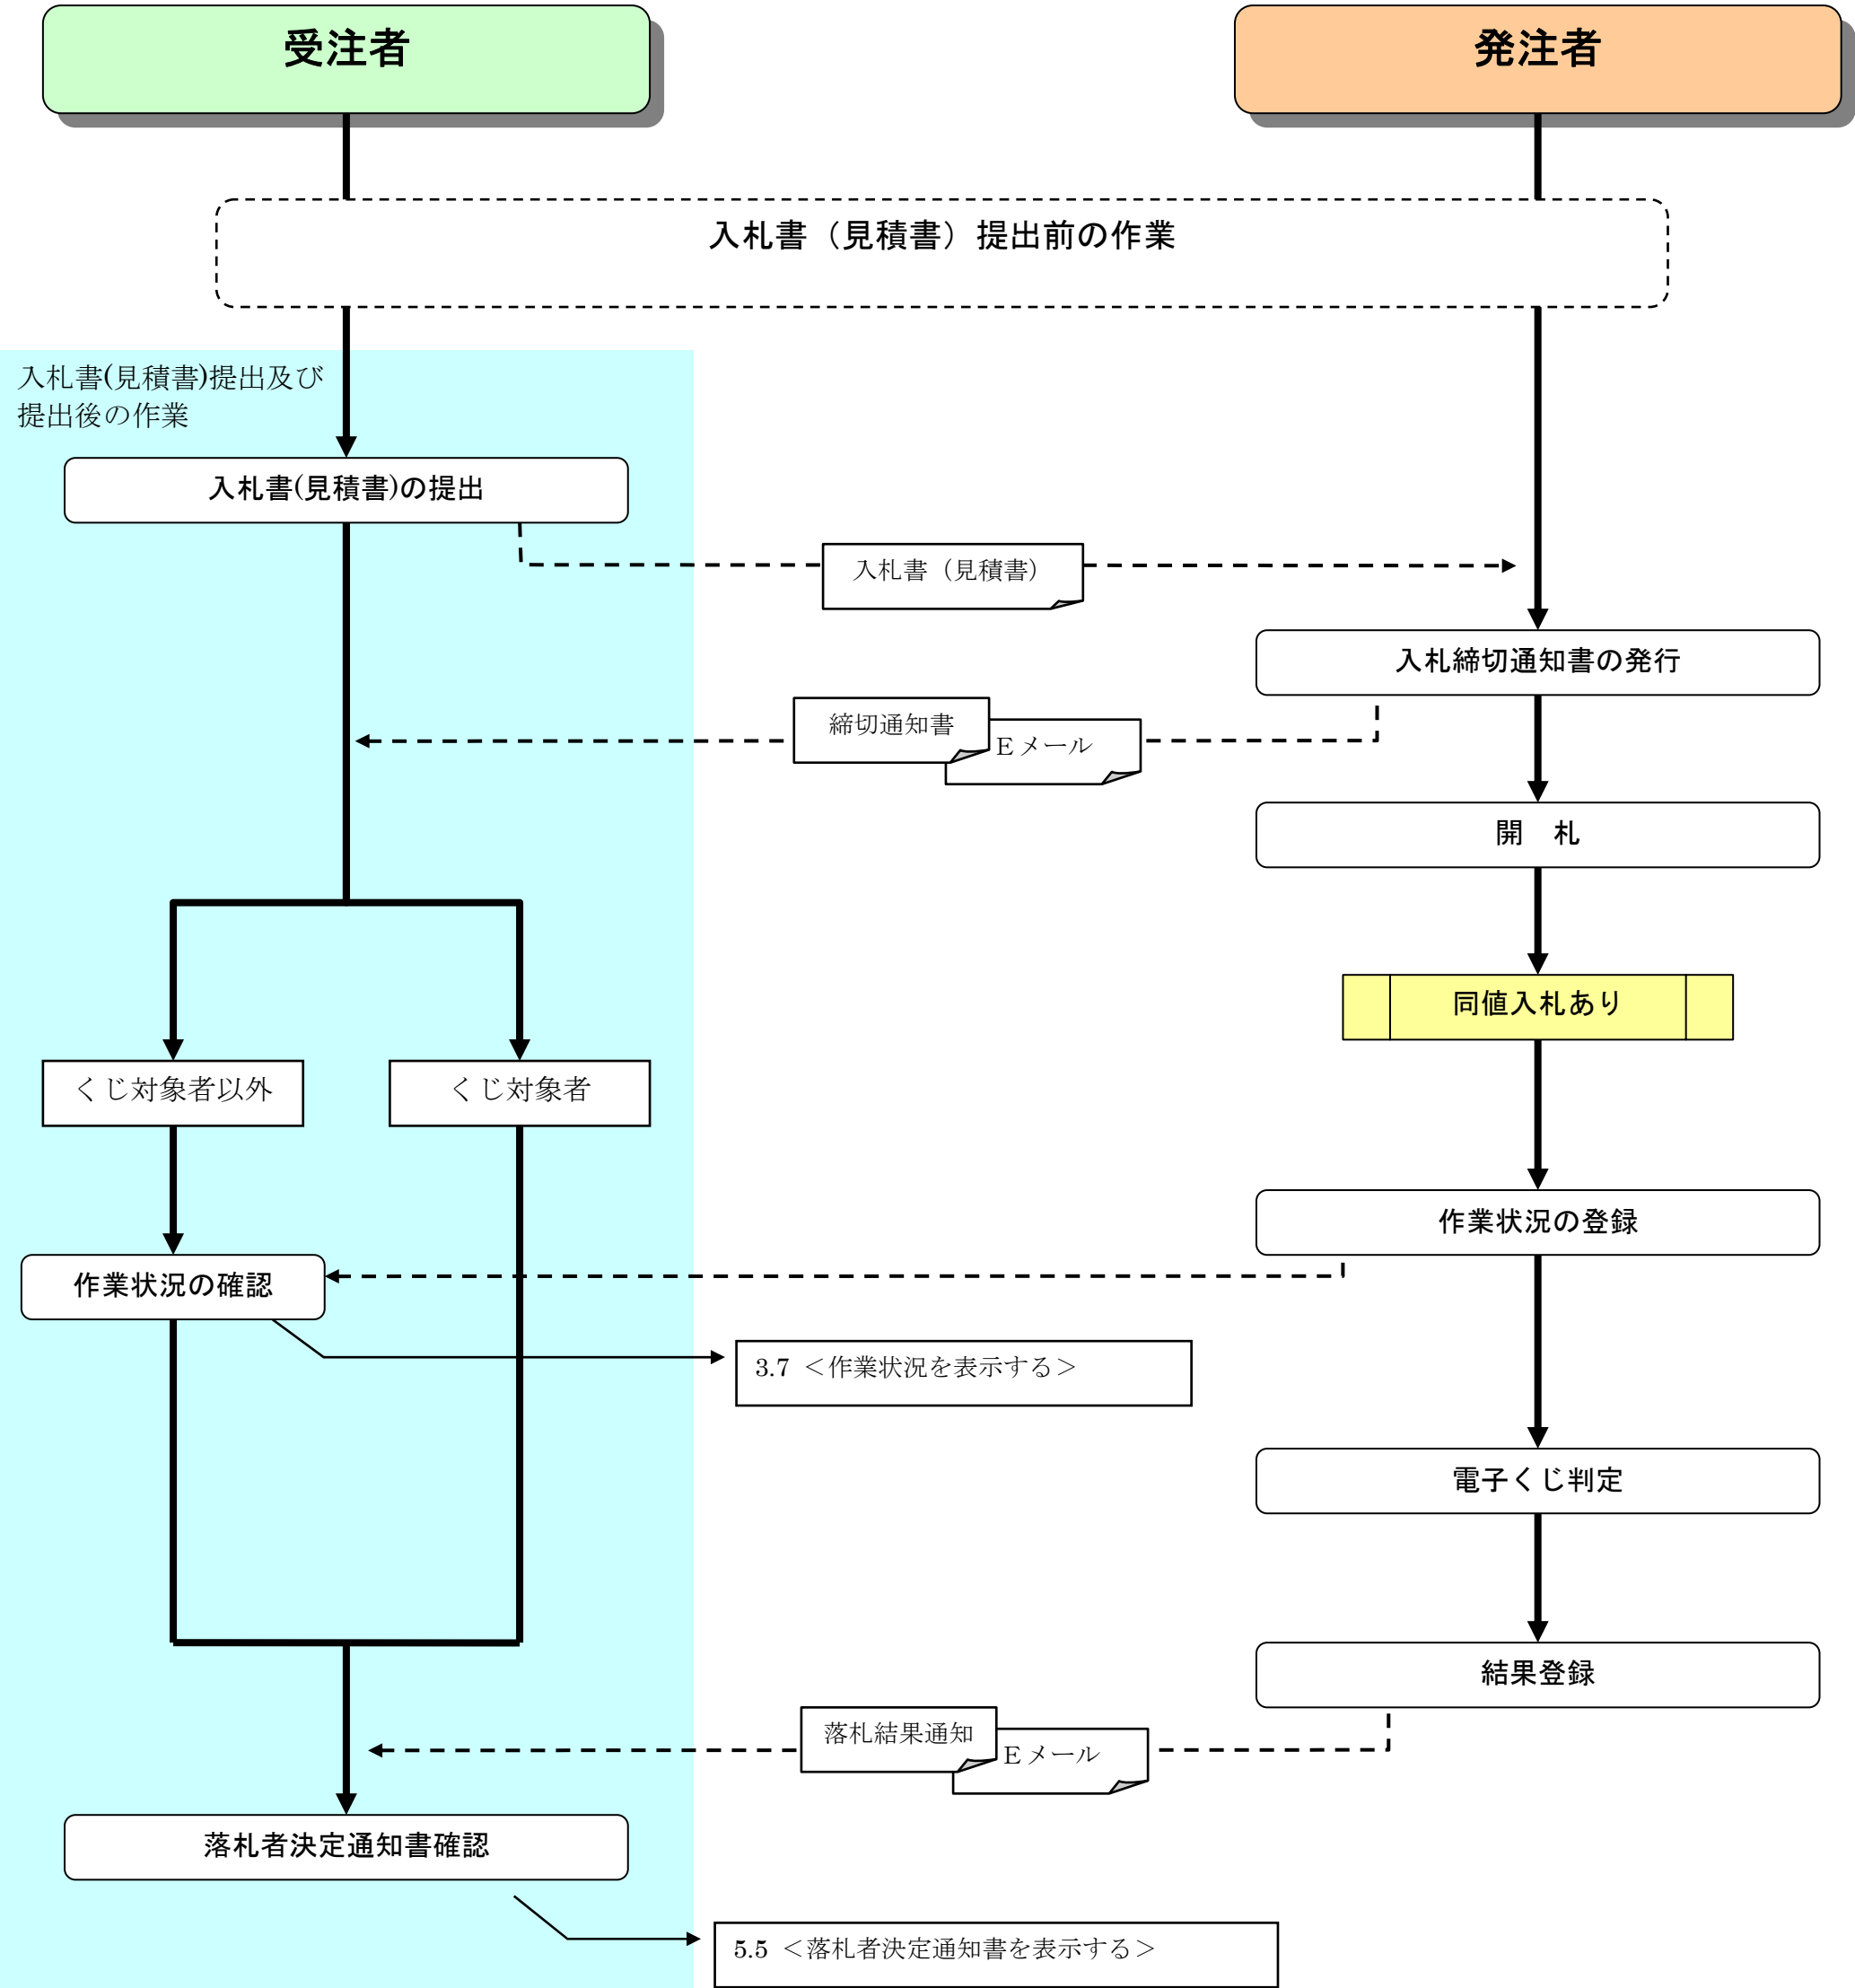 受注者
発注者
入札書（見積書）提出前の作業
入札書(見積書)提出及び
提出後の作業
入札書(見積書)の提出
入札書（見積書）
入札締切通知書の発行
締切通知書
Ｅメール
開　札
同値入札あり
くじ対象者以外
くじ対象者
作業状況の登録
作業状況の確認
3.7 ＜作業状況を表示する＞
電子くじ判定
結果登録
落札結果通知
Ｅメール
落札者決定通知書確認
5.5 ＜落札者決定通知書を表示する＞